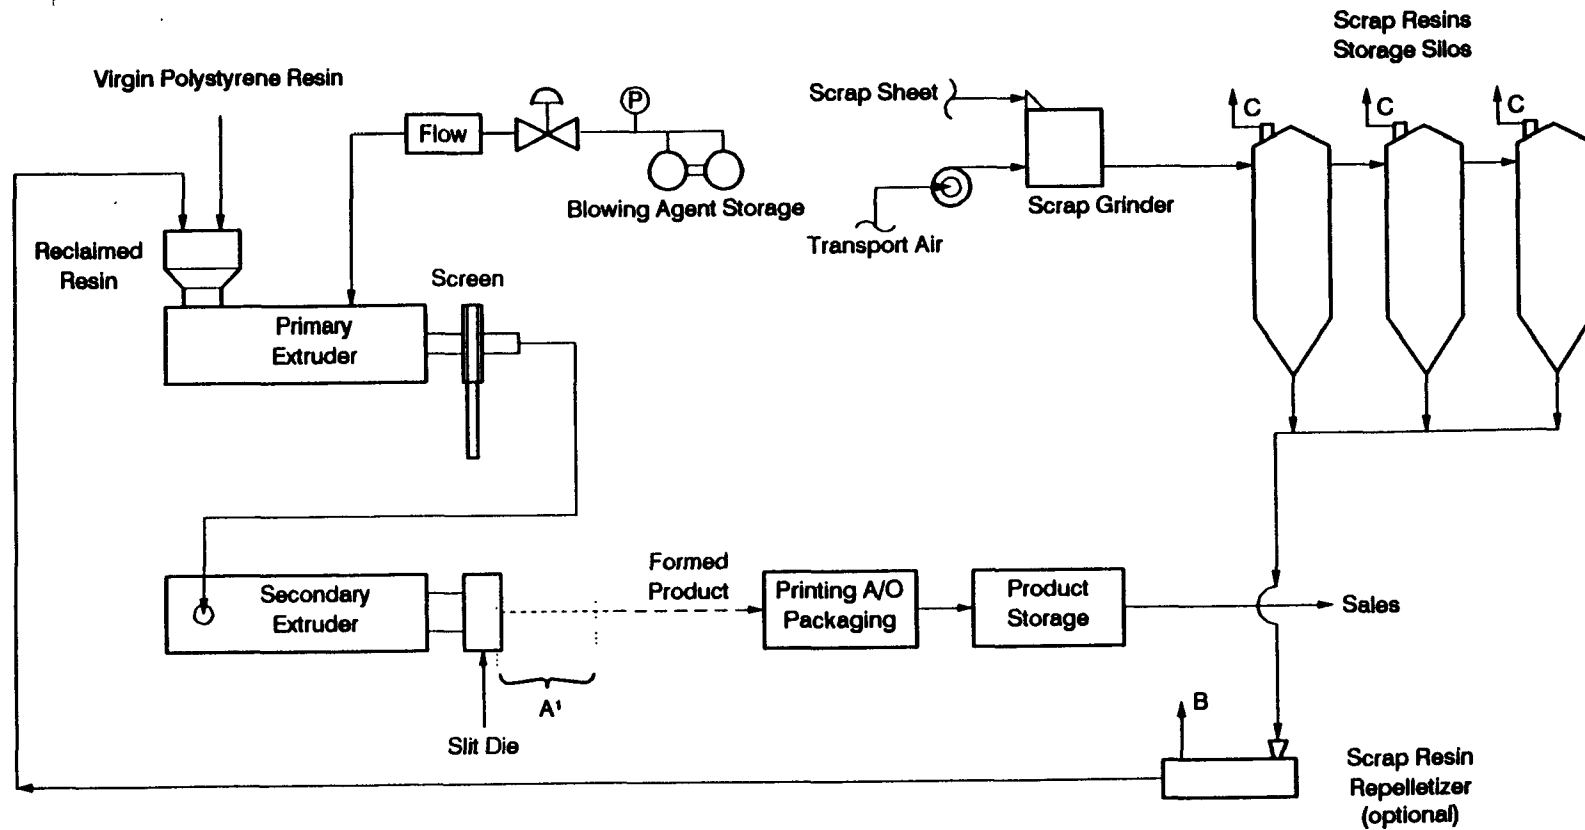 Scrap Resins
Storage Silos
Virgin Polystyrene Resin
Scrap Sheet
P
C
C
C
Flow
Blowing Agent Storage
Scrap Grinder
Transport Air
Reclaimed
Resin
Screen
Primary
Extruder
Formed
Product
Secondary
Extruder
Printing A/O
Packaging
Product
Storage
Sales
A¹
B
Slit Die
Scrap Resin
Repelletizer
(optional)